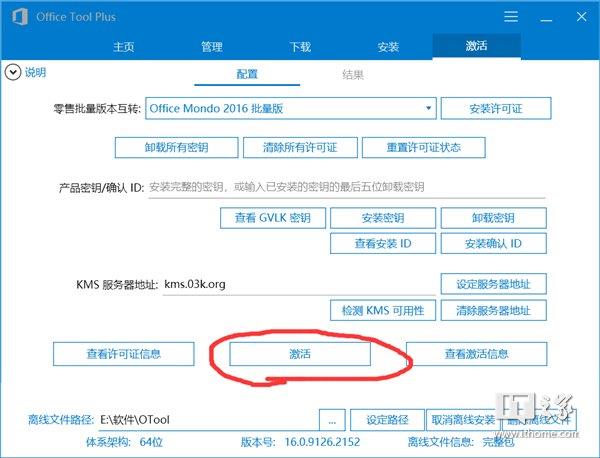 Office Tool Plus
主页 管理 下载 安装 激活
说明 配置 结果
零售批量版本互转: Office Mondo 2016 批量版 安装许可证
卸载所有密钥 清除所有许可证 重置许可证状态
产品密钥/确认 ID: 安装完整的密钥，或输入已安装的密钥的最后五位卸载密钥
查看 GVLK 密钥 安装密钥 卸载密钥
查看安装 ID 安装确认 ID
KMS 服务器地址: kms.03k.org 设定服务器地址
检测 KMS 可用性 清除服务器地址
查看许可证信息 激活 查看激活信息
离线文件路径: E:\软件\OTool ... 设定路径 取消离线安装 删除离线文件
体系架构: 64位 版本号: 16.0.9126.2152 离线文件信息: 完整包
IT之家
www.ithome.com